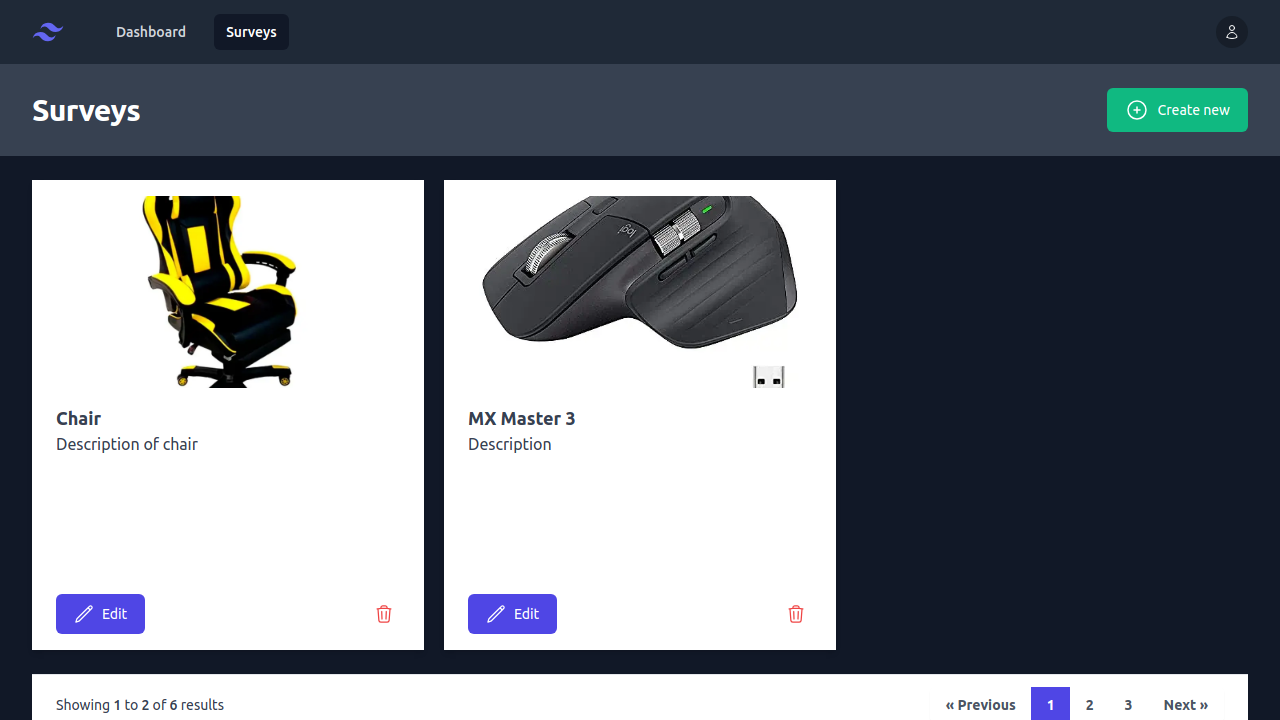 Dashboard
Surveys
Surveys
Create new
logi
Chair
Description of chair
MX Master 3
Description
Edit
Edit
Showing 1 to 2 of 6 results
« Previous
1
2
3
Next »